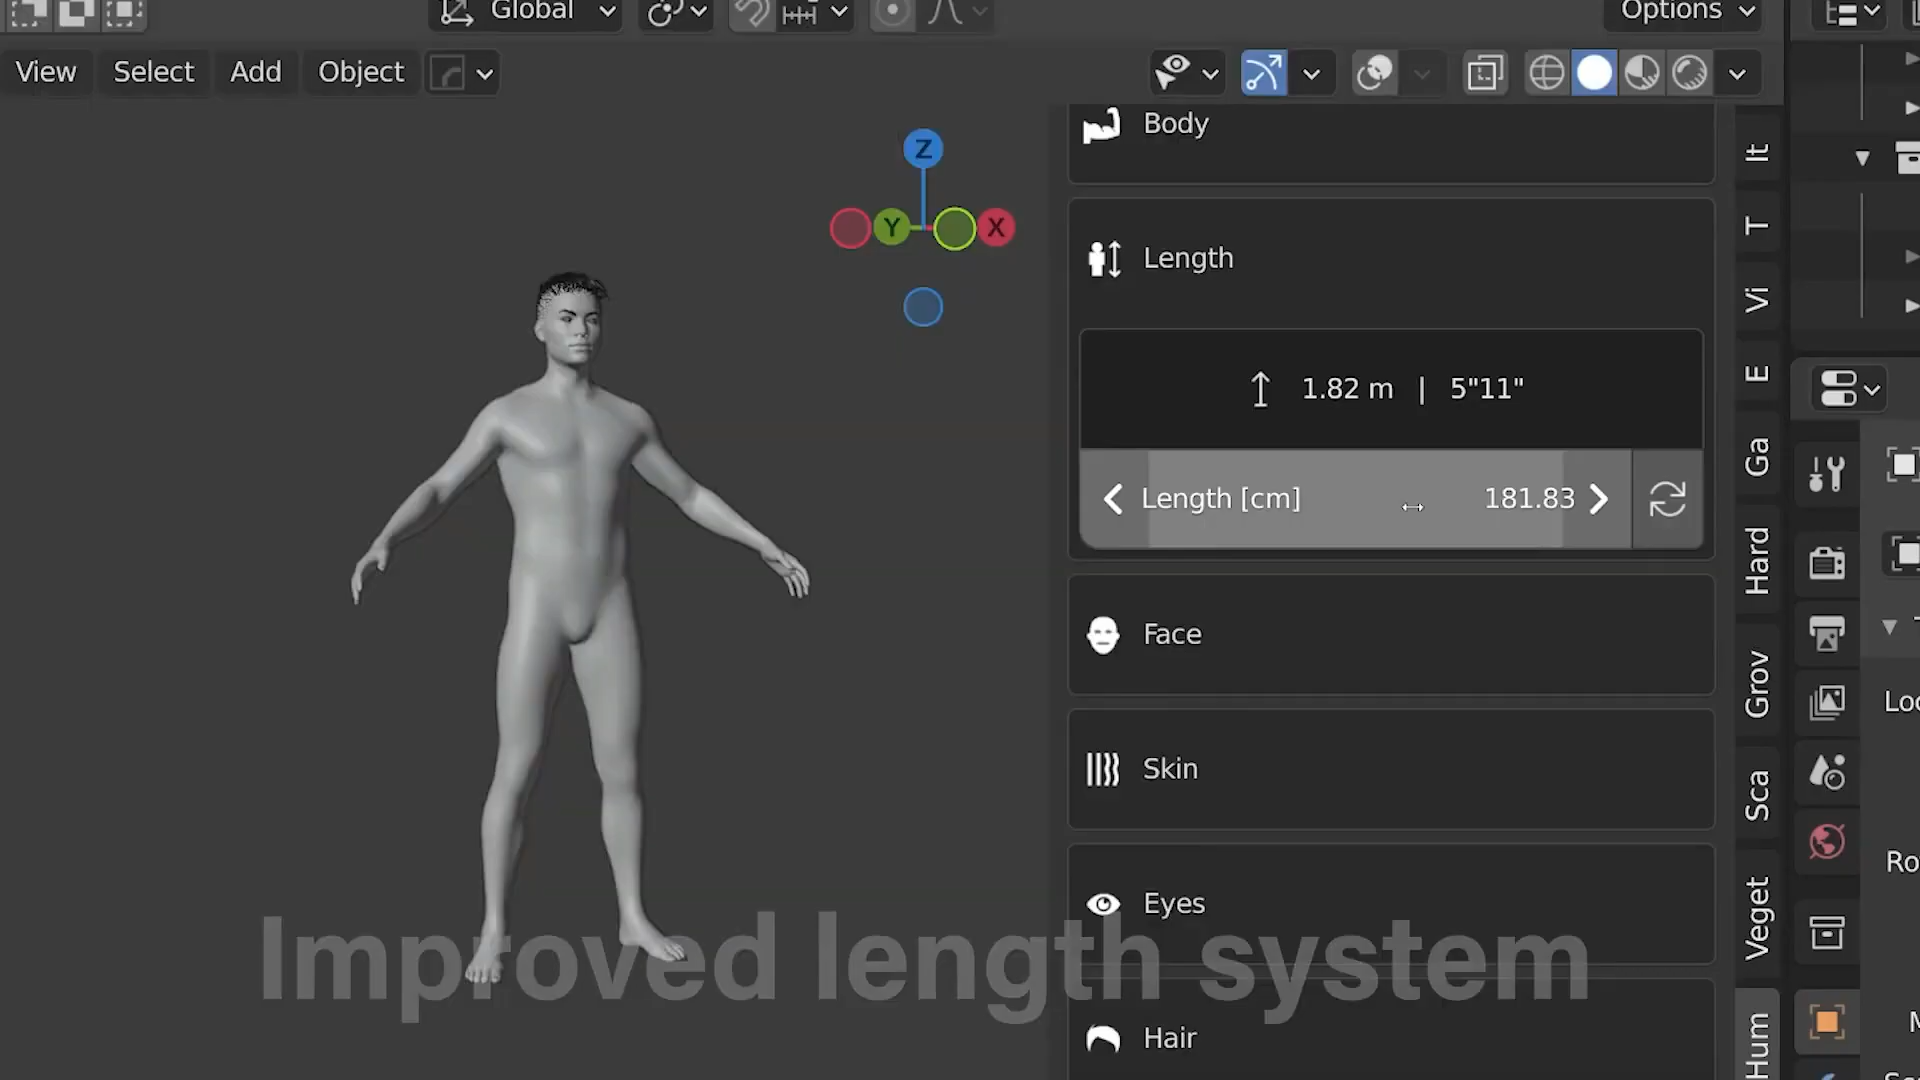 Global
Options
View Select Add Object
Body
Z
Y X
Length
1.82 m | 5"11"
Length [cm] 181.83
Face
Skin
Eyes
Hair
It
T
Vi
E
Ga
Hard
Grov
Sca
Veget
Hum
Loc
Ro
M
Improved length system